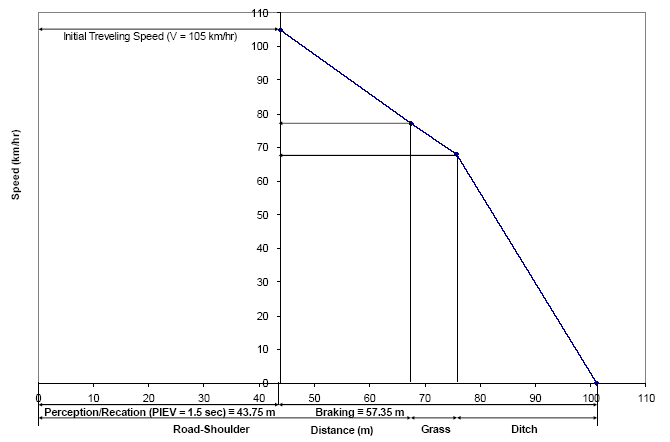 110
Initial Treveling Speed (V = 105 km/hr)
100
90
80
70
60
50
40
30
20
10
0
Speed (km/hr)
0 10 20 30 40 50 60 70 80 90 100 110
Perception/Recation (PIEV = 1.5 sec) ≡ 43.75 m Braking ≡ 57.35 m
Road-Shoulder Distance (m) Grass Ditch